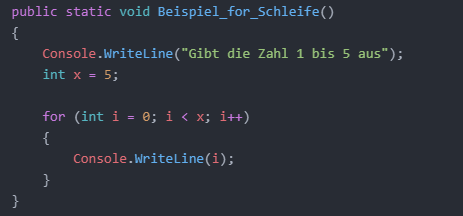 public static void Beispiel_for_Schleife()
{
Console.WriteLine("Gibt die Zahl 1 bis 5 aus");
int x = 5;
for (int i = 0; i < x; i++)
{
Console.WriteLine(i);
}
}